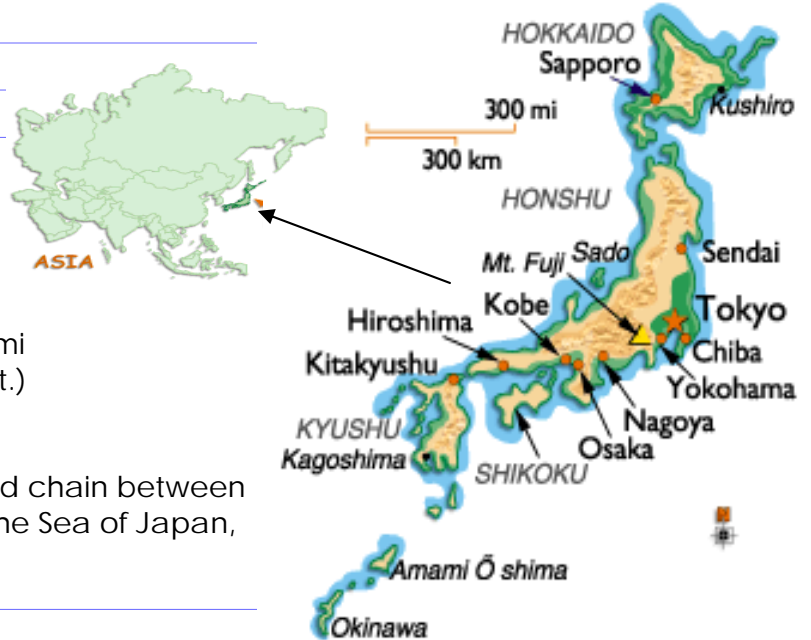 HOKKAIDO
Sapporo
Kushiro
300 mi
300 km
HONSHU
ASIA
Mt. Fuji
Sado
Sendai
Kobe
Tokyo
Hiroshima
Chiba
Kitakyushu
Yokohama
Nagoya
KYUSHU
Osaka
Kagoshima
SHIKOKU
mi
t.)
d chain between
he Sea of Japan,
Amami Ō shima
Okinawa
N